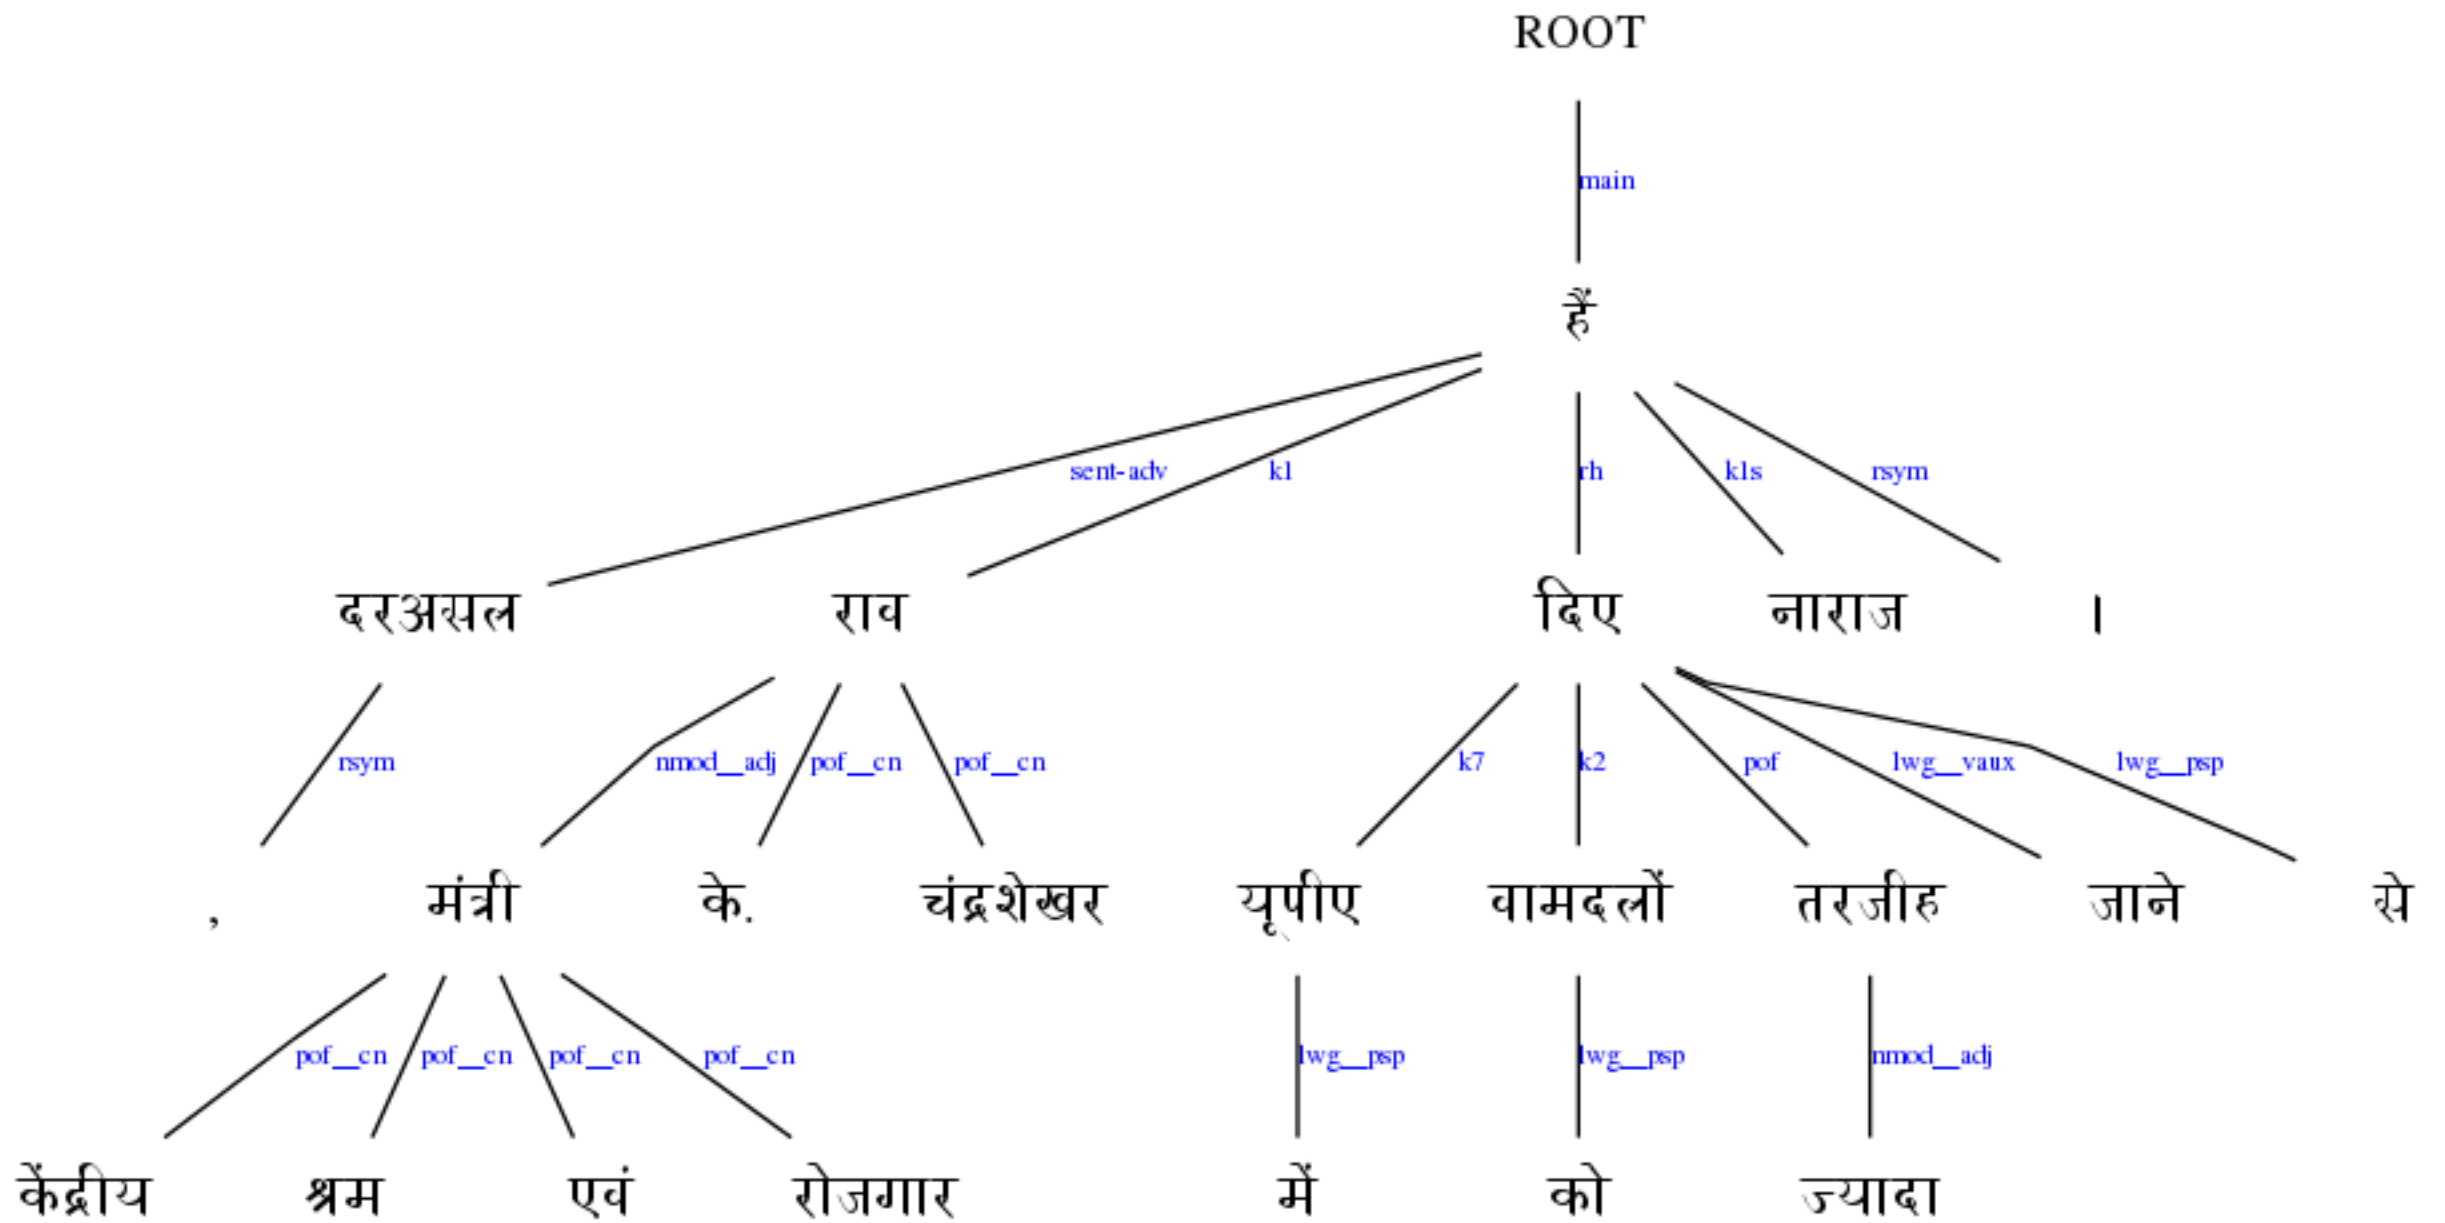 ROOT
main
हैं
sent-adv k1 rh k1s rsym
दरअसल राव दिए नाराज ।
rsym nmod__adj pof__cn pof__cn k7 k2 pof lwg__vaux lwg__psp
, मंत्री के. चंद्रशेखर यूपीए वामदलों तरजीह जाने से
pof__cn pof__cn pof__cn pof__cn lwg__psp lwg__psp nmod__adj
केंद्रीय श्रम एवं रोजगार में को ज्यादा